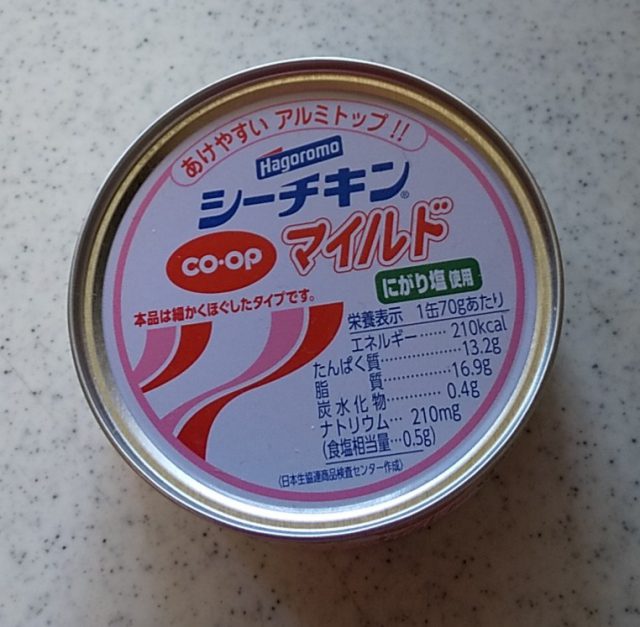 あけやすい アルミトップ!!
Hagoromo
シーチキン®
CO・OP
マイルド
にがり塩 使用
本品は細かくほぐしたタイプです。
栄養表示 1缶70gあたり
エネルギー…… 210kcal
たんぱく質……………… 13.2g
脂 質……………… 16.9g
炭水化物……………… 0.4g
ナトリウム… 210mg
(食塩相当量…0.5g)
(日本生協連商品検査センター作成)